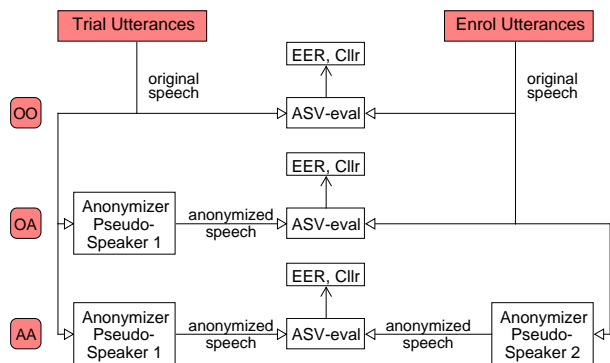 Trial Utterances
Enrol Utterances
original
speech
EER, Cllr
original
speech
OO
ASV-eval
EER, Cllr
OA
Anonymizer
Pseudo-
Speaker 1
anonymized
speech
ASV-eval
EER, Cllr
AA
Anonymizer
Pseudo-
Speaker 1
anonymized
speech
ASV-eval
anonymized
speech
Anonymizer
Pseudo-
Speaker 2